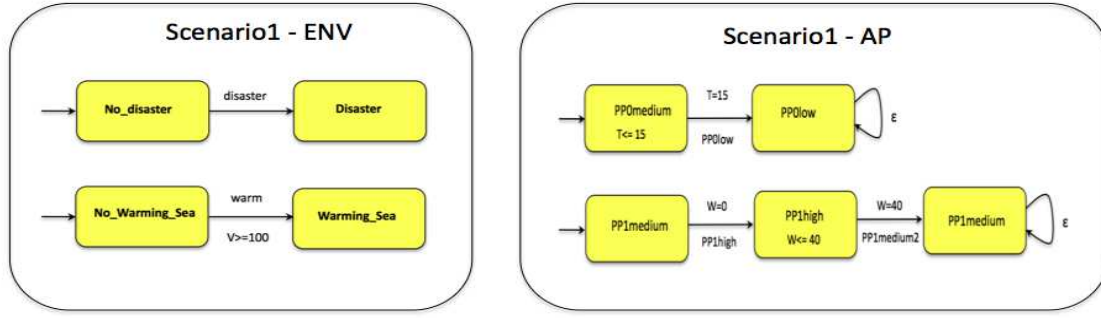 Scenario1 - ENV
disaster
No_disaster
Disaster
warm
No_Warming_Sea
Warming_Sea
V>=100
Scenario1 - AP
T=15
PP0medium
T<= 15
PP0low
PP0low
ε
W=0
W=40
PP1medium
PP1high
W<= 40
PP1medium
PP1high
PP1medium2
ε